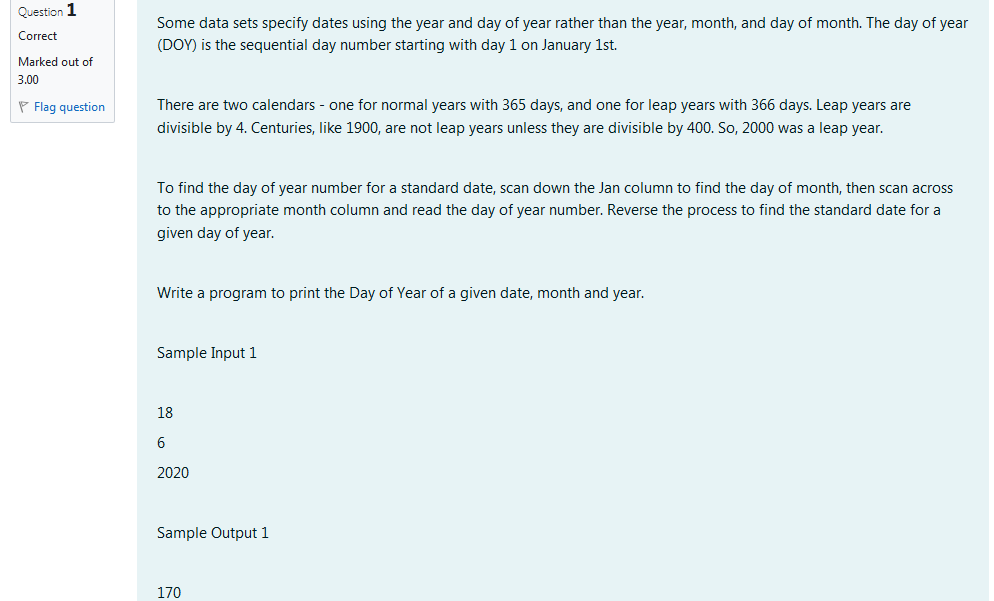 Question 1
Correct
Marked out of
3.00
Flag question
Some data sets specify dates using the year and day of year rather than the year, month, and day of month. The day of year
(DOY) is the sequential day number starting with day 1 on January 1st.
There are two calendars - one for normal years with 365 days, and one for leap years with 366 days. Leap years are
divisible by 4. Centuries, like 1900, are not leap years unless they are divisible by 400. So, 2000 was a leap year.
To find the day of year number for a standard date, scan down the Jan column to find the day of month, then scan across
to the appropriate month column and read the day of year number. Reverse the process to find the standard date for a
given day of year.
Write a program to print the Day of Year of a given date, month and year.
Sample Input 1
18
6
2020
Sample Output 1
170